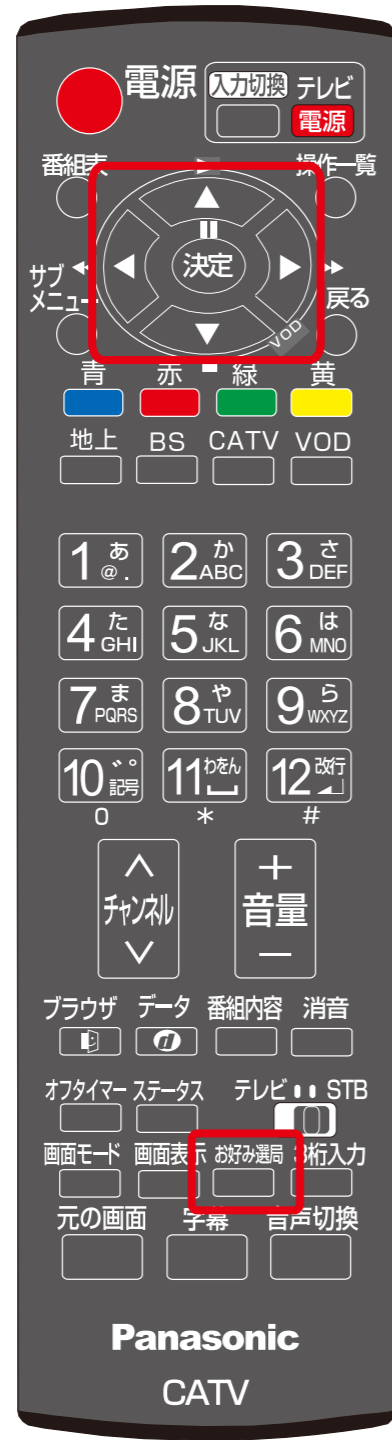 電源 入力切換 テレビ
電源
番組表 操作一覧
決定
サブ
メニュー 戻る
VOD
青 赤 緑 黄
地上 BS CATV VOD
1 あ @ . 2 か ABC 3 さ DEF
4 た GHI 5 な JKL 6 は MNO
7 ま PQRS 8 や TUV 9 ら WXYZ
10 ゛゜ 記号 11 わをん 12 改行
0 * #
チャンネル + 音量 −
ブラウザ データ 番組内容 消音
オフタイマー ステータス テレビ STB
画面モード 画面表示 お好み選局 3桁入力
元の画面 字幕 音声切換
Panasonic
CATV